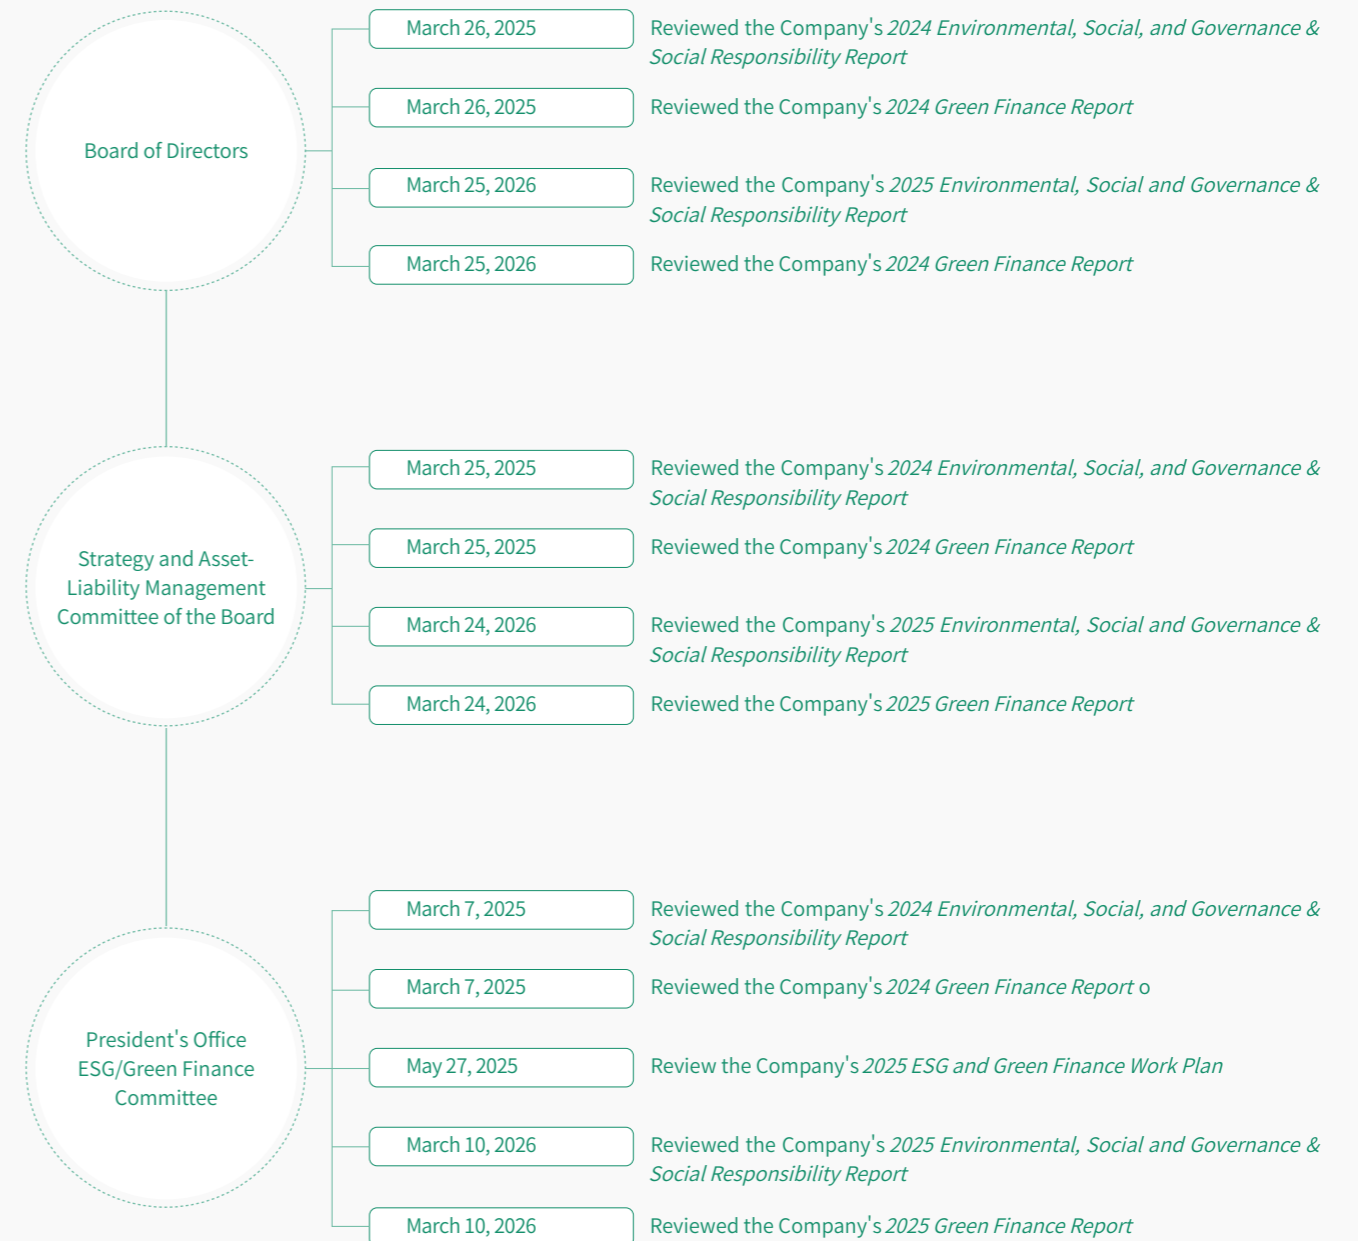 Board of Directors
March 26, 2025
Reviewed the Company's 2024 Environmental, Social, and Governance &
Social Responsibility Report
March 26, 2025
Reviewed the Company's 2024 Green Finance Report
March 25, 2026
Reviewed the Company's 2025 Environmental, Social and Governance &
Social Responsibility Report
March 25, 2026
Reviewed the Company's 2024 Green Finance Report
Strategy and Asset-
Liability Management
Committee of the Board
March 25, 2025
Reviewed the Company's 2024 Environmental, Social, and Governance &
Social Responsibility Report
March 25, 2025
Reviewed the Company's 2024 Green Finance Report
March 24, 2026
Reviewed the Company's 2025 Environmental, Social and Governance &
Social Responsibility Report
March 24, 2026
Reviewed the Company's 2025 Green Finance Report
President's Office
ESG/Green Finance
Committee
March 7, 2025
Reviewed the Company's 2024 Environmental, Social, and Governance &
Social Responsibility Report
March 7, 2025
Reviewed the Company's 2024 Green Finance Report o
May 27, 2025
Review the Company's 2025 ESG and Green Finance Work Plan
March 10, 2026
Reviewed the Company's 2025 Environmental, Social and Governance &
Social Responsibility Report
March 10, 2026
Reviewed the Company's 2025 Green Finance Report